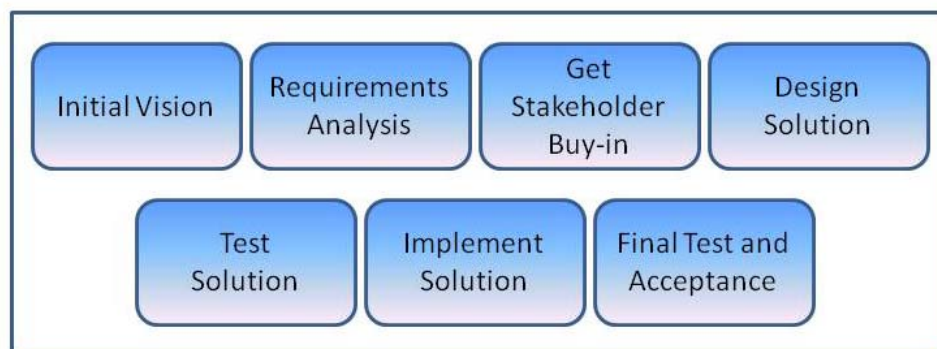 Initial Vision
Requirements
Analysis
Get
Stakeholder
Buy-in
Design
Solution
Test
Solution
Implement
Solution
Final Test and
Acceptance